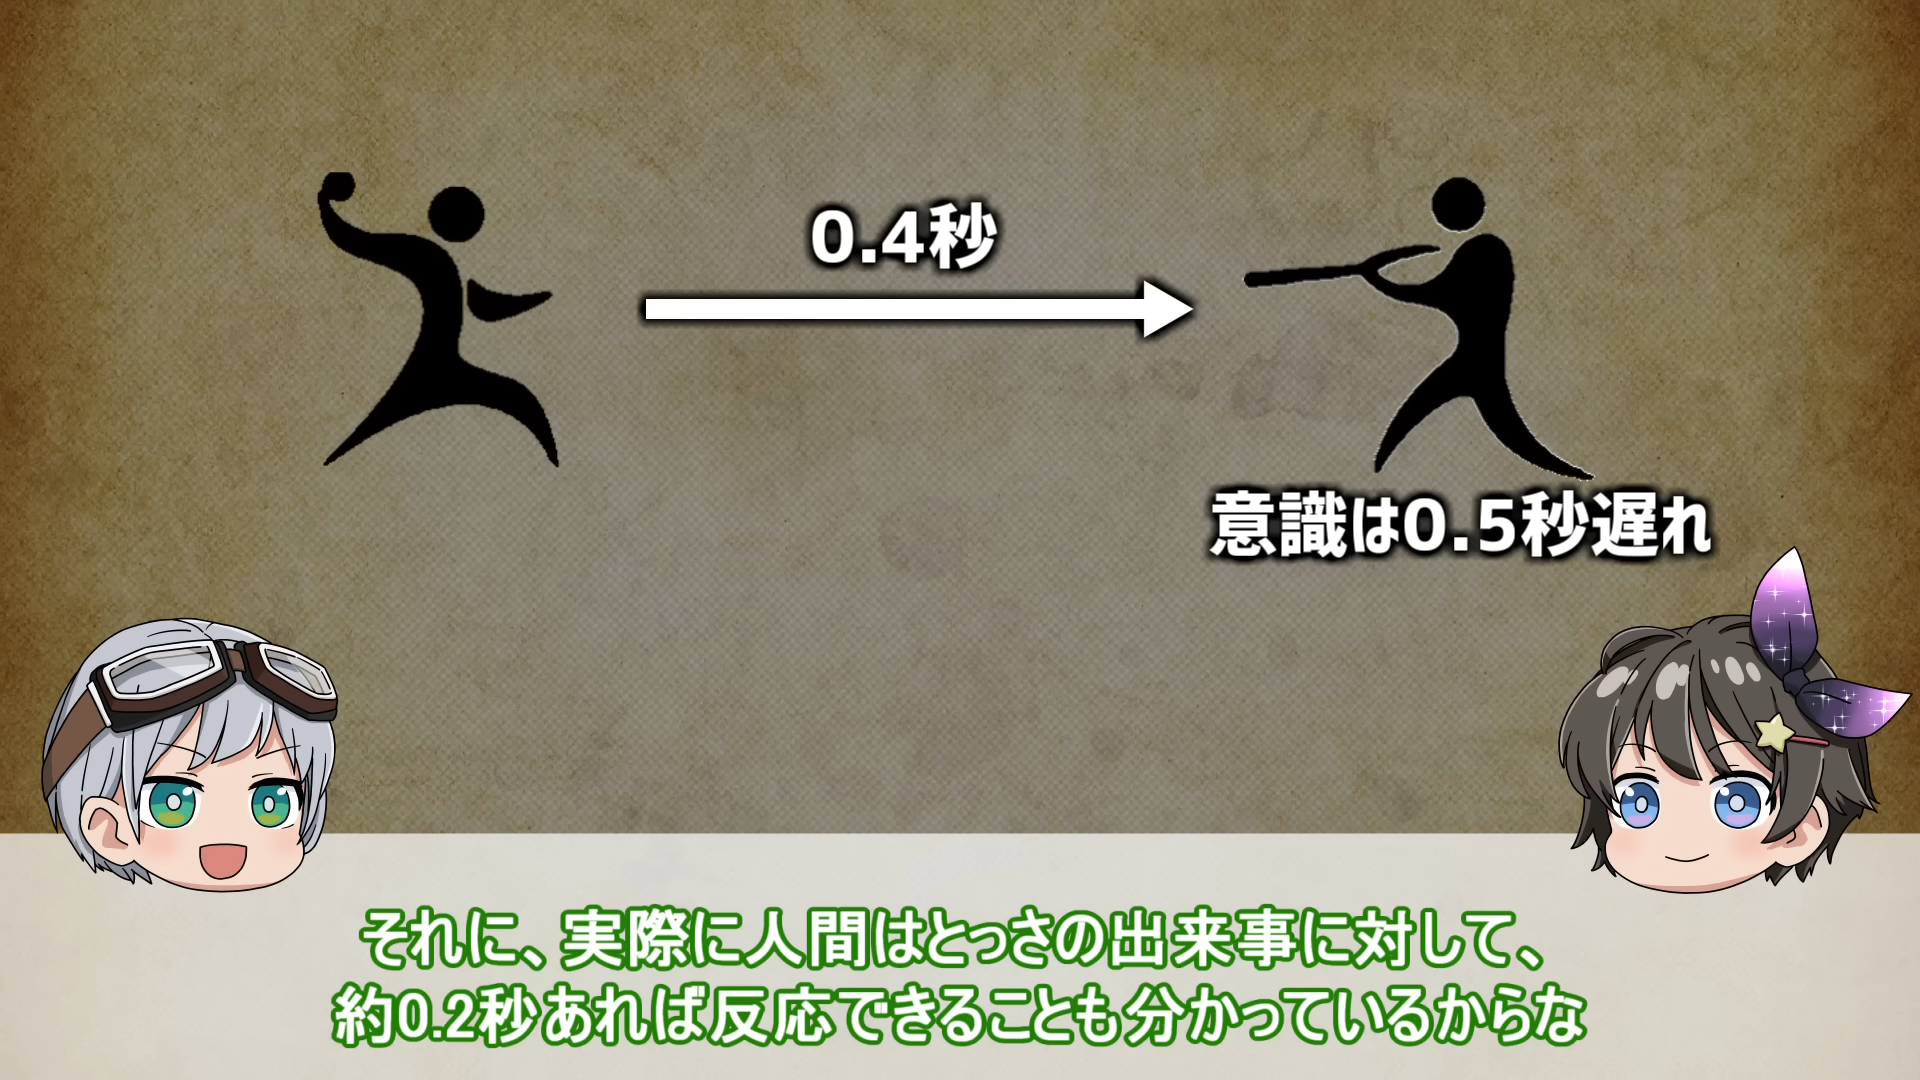 0.4秒
意識は0.5秒遅れ
それに、実際に人間はとっさの出来事に対して、
約0.2秒あれば反応できることも分かっているからな